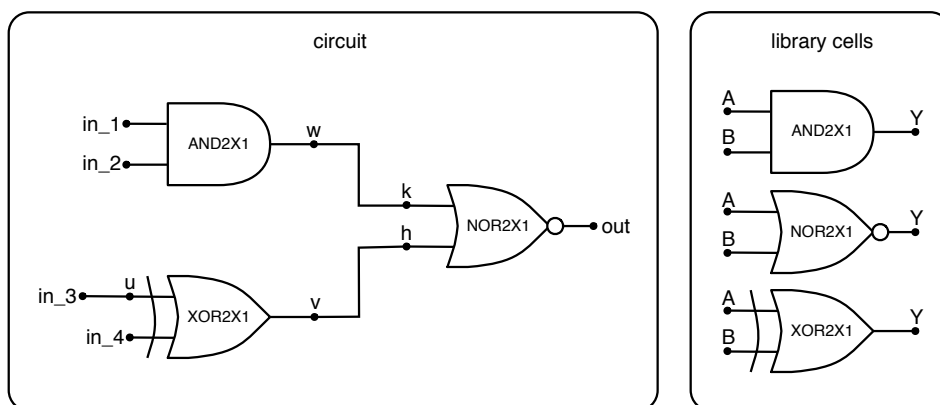 circuit
in_1
in_2
AND2X1
w
k
h
NOR2X1
out
in_3
u
in_4
XOR2X1
v
library cells
A
B
AND2X1
Y
A
B
NOR2X1
Y
A
B
XOR2X1
Y